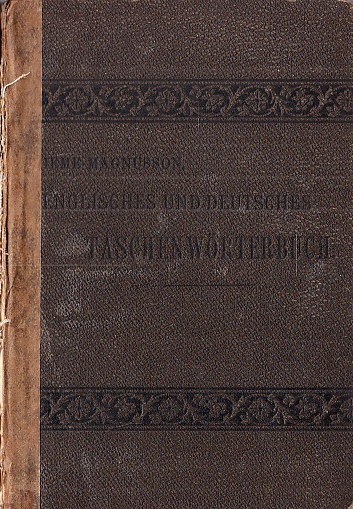 MAGNUSSON,
ENGLISCHES UND DEUTSCHES
TASCHENWÖRTERBUCH.